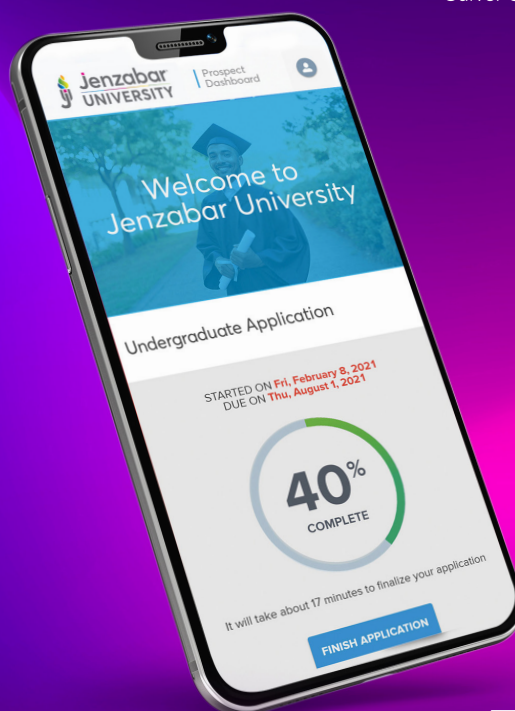 jenzabar
UNIVERSITY
Prospect
Dashboard
Welcome to
Jenzabar University
Undergraduate Application
STARTED ON Fri, February 8, 2021
DUE ON Thu, August 1, 2021
40%
COMPLETE
It will take about 17 minutes to finalize your application
FINISH APPLICATION